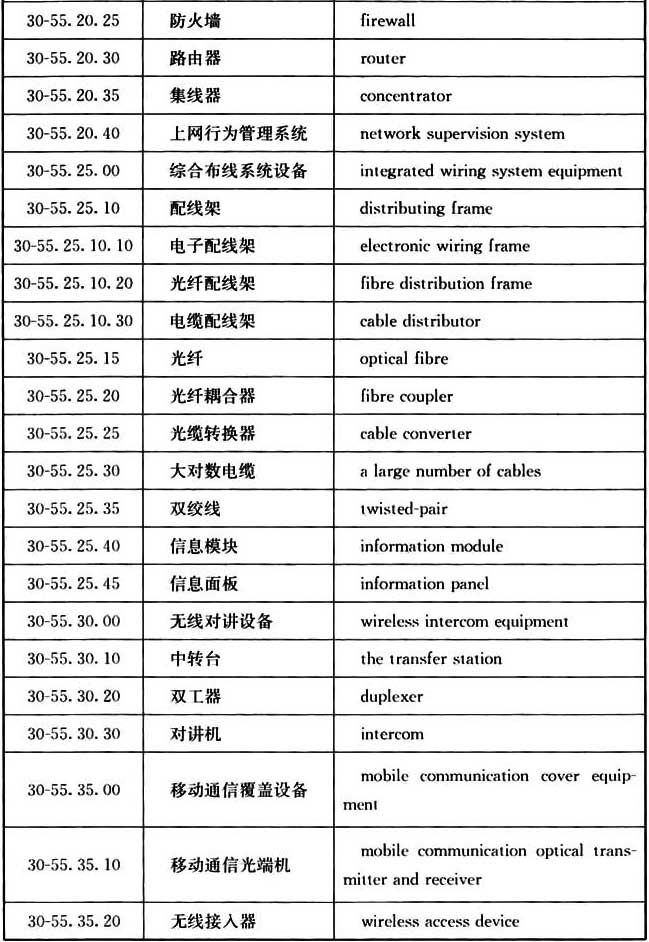 30-55. 20. 25 防火墙 firewall
30-55. 20. 30 路由器 router
30-55. 20. 35 集线器 concentrator
30-55. 20. 40 上网行为管理系统 network supervision system
30-55. 25. 00 综合布线系统设备 integrated wiring system equipment
30-55. 25. 10 配线架 distributing frame
30-55. 25. 10. 10 电子配线架 electronic wiring frame
30-55. 25. 10. 20 光纤配线架 fibre distribution frame
30-55. 25. 10. 30 电缆配线架 cable distributor
30-55. 25. 15 光纤 optical fibre
30-55. 25. 20 光纤耦合器 fibre coupler
30-55. 25. 25 光缆转换器 cable converter
30-55. 25. 30 大对数电缆 a large number of cables
30-55. 25. 35 双绞线 twisted-pair
30-55. 25. 40 信息模块 information module
30-55. 25. 45 信息面板 information panel
30-55. 30. 00 无线对讲设备 wireless intercom equipment
30-55. 30. 10 中转台 the transfer station
30-55. 30. 20 双工器 duplexer
30-55. 30. 30 对讲机 intercom
30-55. 35. 00 移动通信覆盖设备 mobile communication cover equip-
ment
30-55. 35. 10 移动通信光端机 mobile communication optical trans-
mitter and receiver
30-55. 35. 20 无线接入器 wireless access device